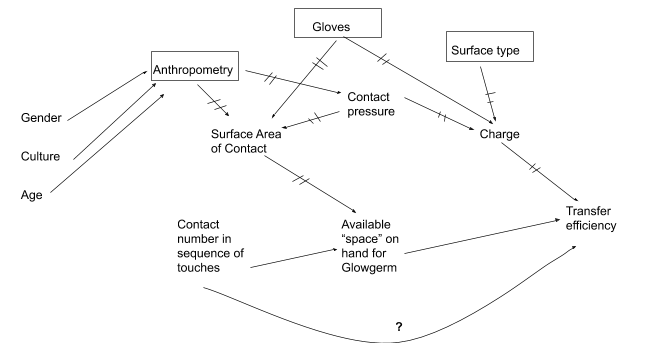 Gloves
Surface type
Anthropometry
Contact
pressure
Gender
Surface Area
of Contact
Charge
Culture
Age
Contact
number in
sequence of
touches
Available
“space” on
hand for
Glowgerm
Transfer
efficiency
?